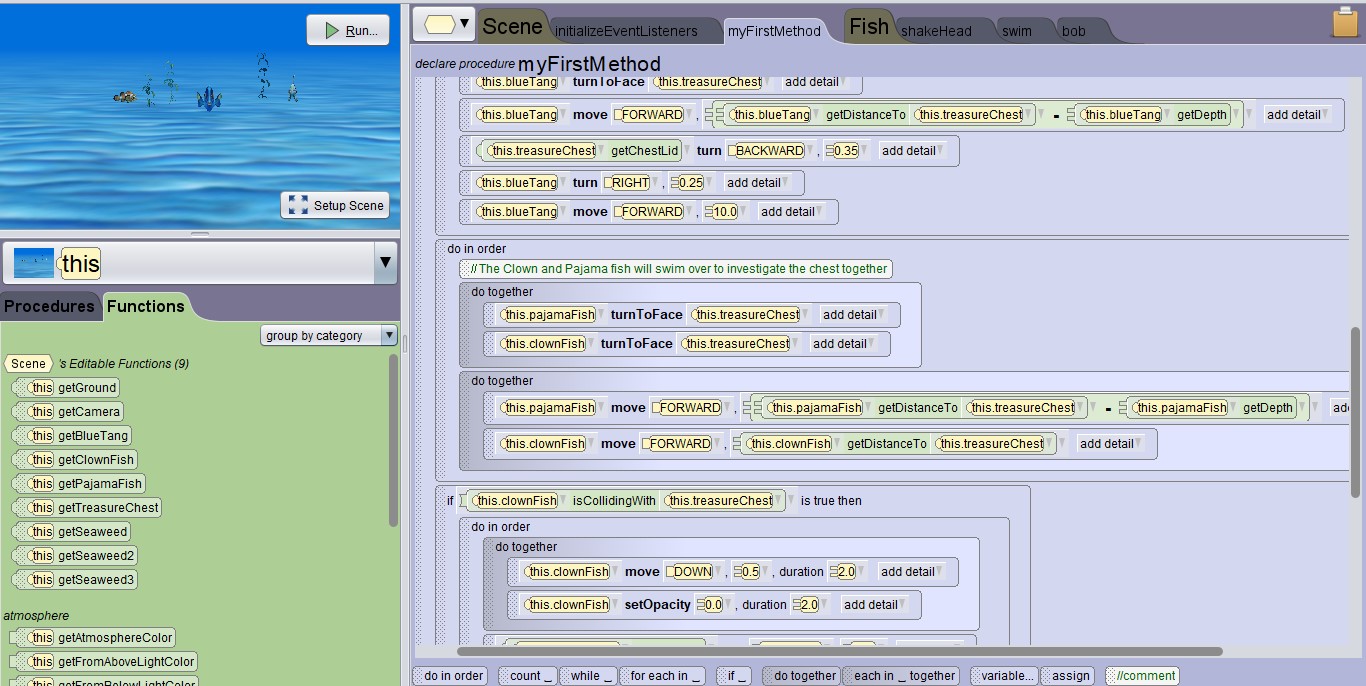 Run...
Setup Scene
this
Procedures Functions
group by category
Scene 's Editable Functions (9)
this getGround
this getCamera
this getBlueTang
this getClownFish
this getPajamaFish
this getTreasureChest
this getSeaweed
this getSeaweed2
this getSeaweed3
atmosphere
this getAtmosphereColor
this getFromAboveLightColor
this getFromBelowLightColor
Scene initializeEventListeners myFirstMethod Fish shakeHead swim bob
declare procedure myFirstMethod
this.blueTang turnToFace this.treasureChest add detail
this.blueTang move FORWARD , this.blueTang getDistanceTo this.treasureChest - this.blueTang getDepth add detail
this.treasureChest getChestLid turn BACKWARD , 0.35 add detail
this.blueTang turn RIGHT , 0.25 add detail
this.blueTang move FORWARD , 10.0 add detail
do in order
//The Clown and Pajama fish will swim over to investigate the chest together
do together
this.pajamaFish turnToFace this.treasureChest add detail
this.clownFish turnToFace this.treasureChest add detail
do together
this.pajamaFish move FORWARD , this.pajamaFish getDistanceTo this.treasureChest - this.pajamaFish getDepth
this.clownFish move FORWARD , this.clownFish getDistanceTo this.treasureChest add detail
if this.clownFish isCollidingWith this.treasureChest is true then
do in order
do together
this.clownFish move DOWN , 0.5 , duration 2.0 add detail
this.clownFish setOpacity 0.0 , duration 2.0 add detail
do in order count _ while _ for each in _ if _ do together each in _ together variable... assign //comment